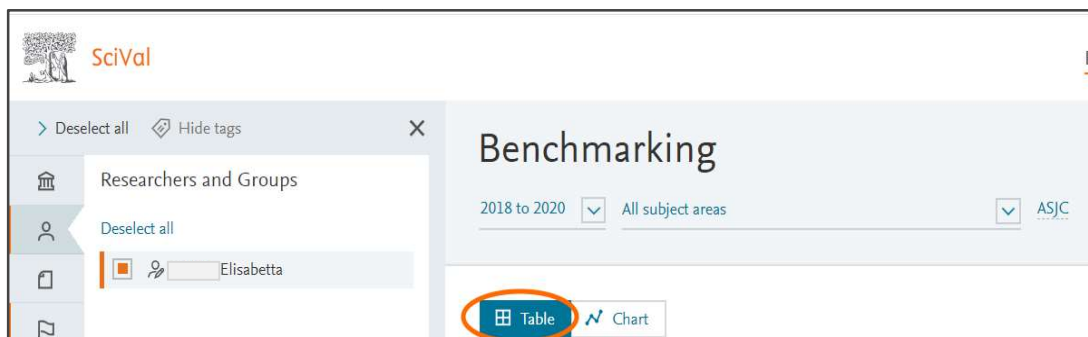 SciVal
Deselect all Hide tags
Researchers and Groups
Deselect all
Elisabetta
Benchmarking
2018 to 2020 All subject areas ASJC
Table Chart